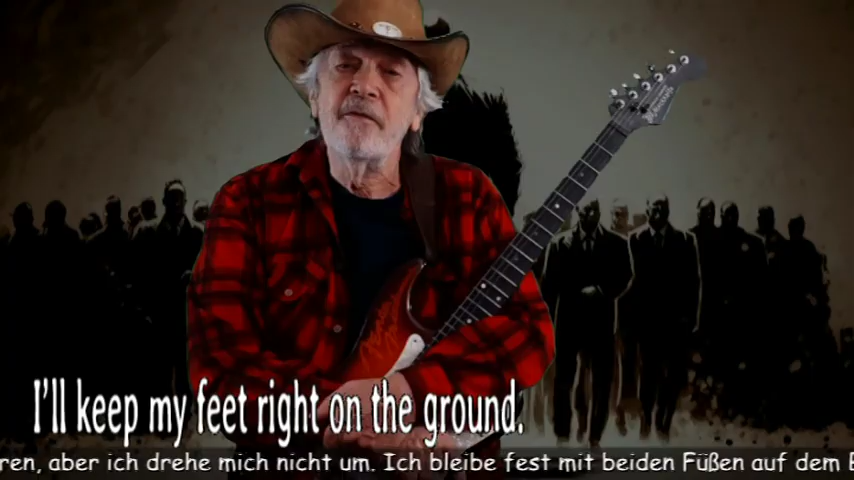 I'll keep my feet right on the ground.
ren, aber ich drehe mich nicht um. Ich bleibe fest mit beiden Füßen auf dem E